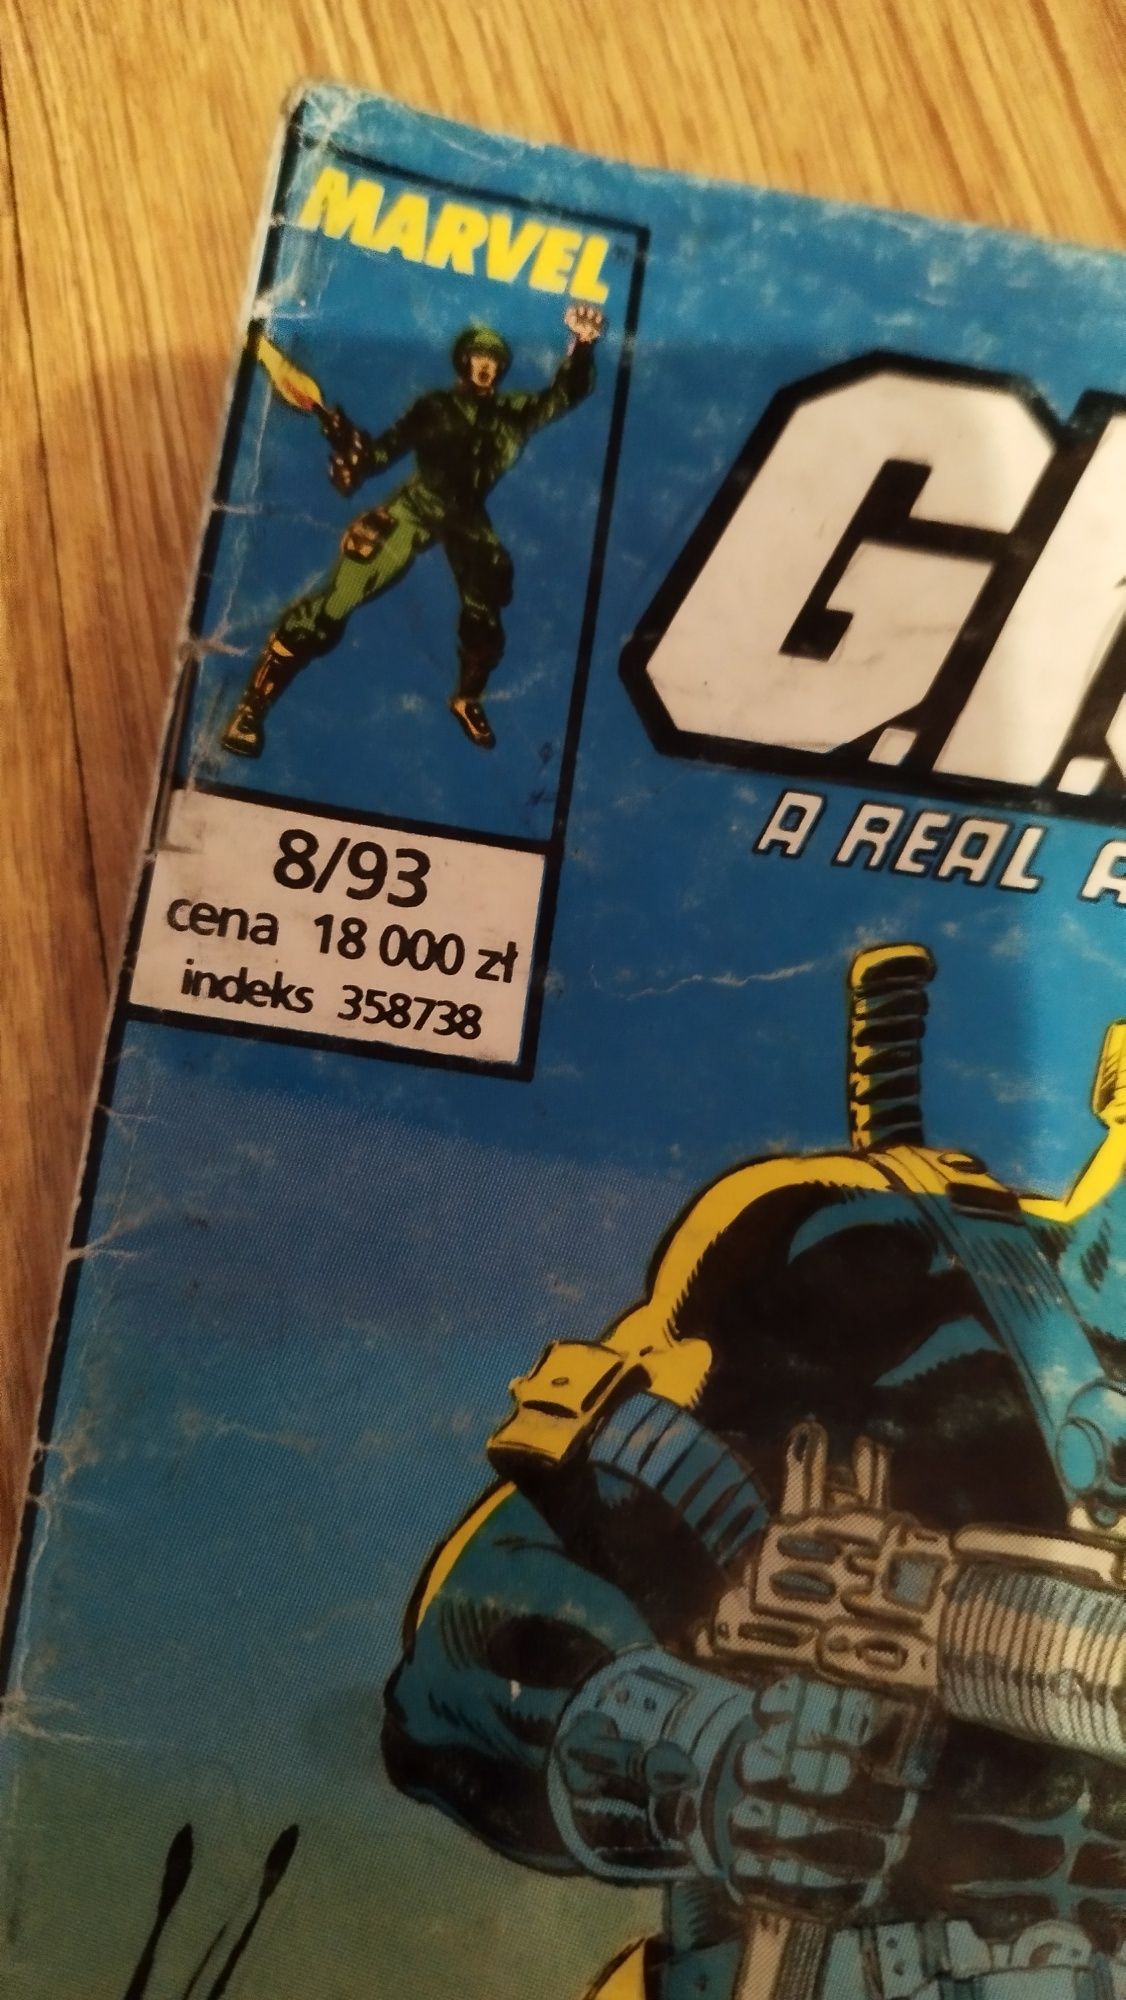 MARVEL
G.I.
A REAL
8/93
cena 18 000 zł
indeks 358738